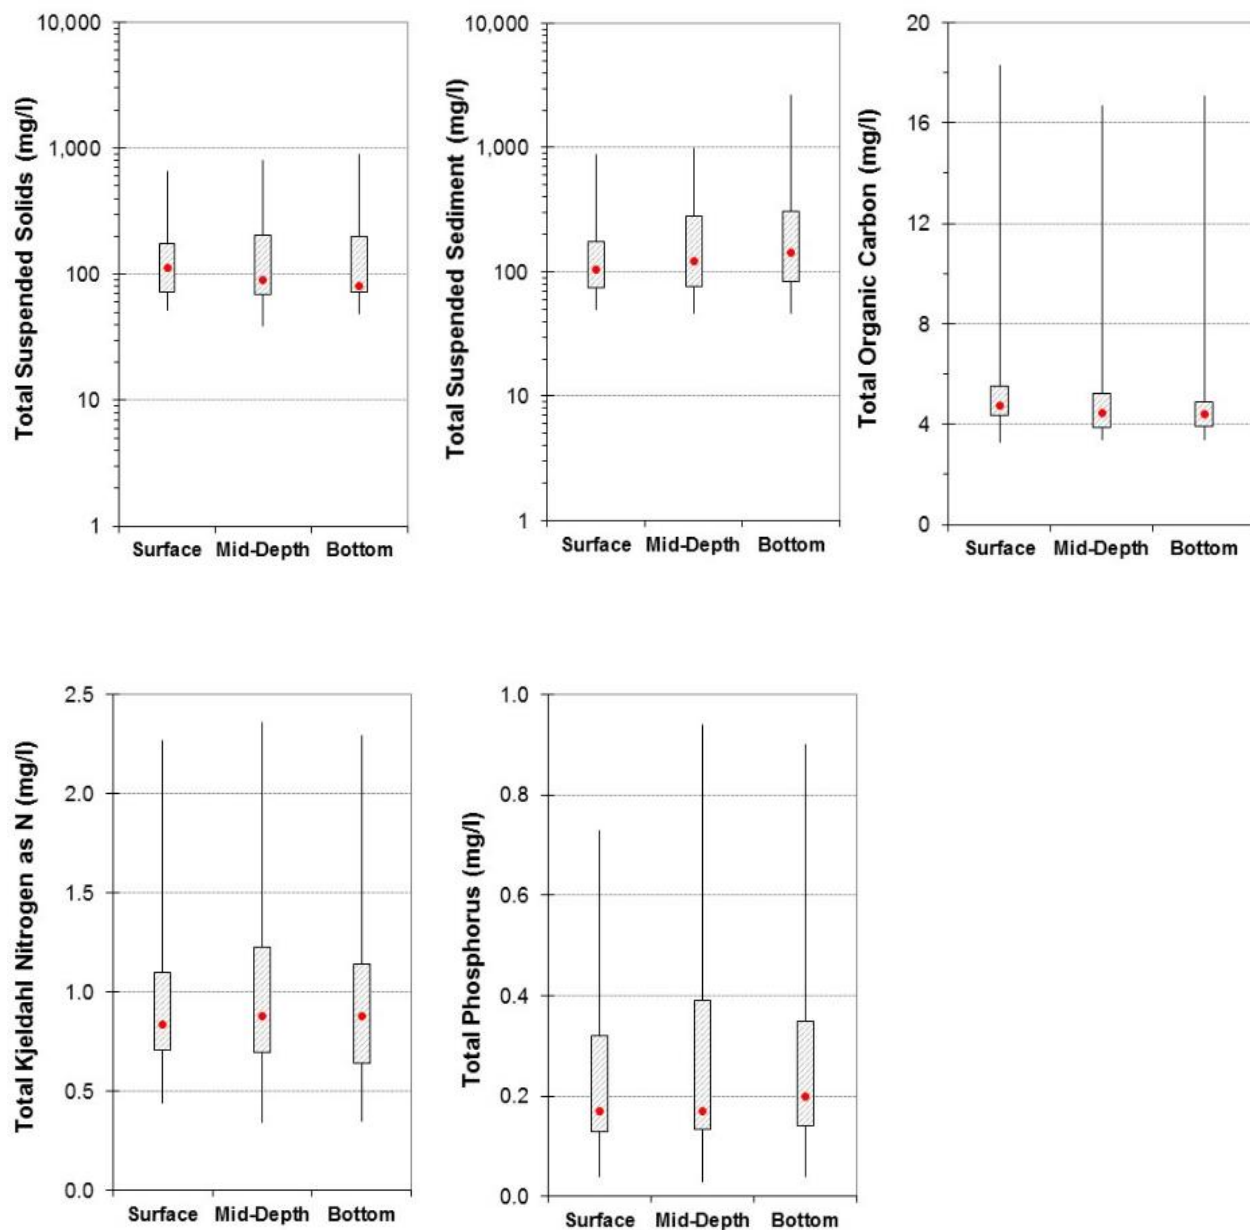 Total Suspended Solids (mg/l)
10,000
1,000
100
10
1
Surface Mid-Depth Bottom
Total Suspended Sediment (mg/l)
10,000
1,000
100
10
1
Surface Mid-Depth Bottom
Total Organic Carbon (mg/l)
20
16
12
8
4
0
Surface Mid-Depth Bottom
Total Kjeldahl Nitrogen as N (mg/l)
2.5
2.0
1.5
1.0
0.5
0.0
Surface Mid-Depth Bottom
Total Phosphorus (mg/l)
1.0
0.8
0.6
0.4
0.2
0.0
Surface Mid-Depth Bottom